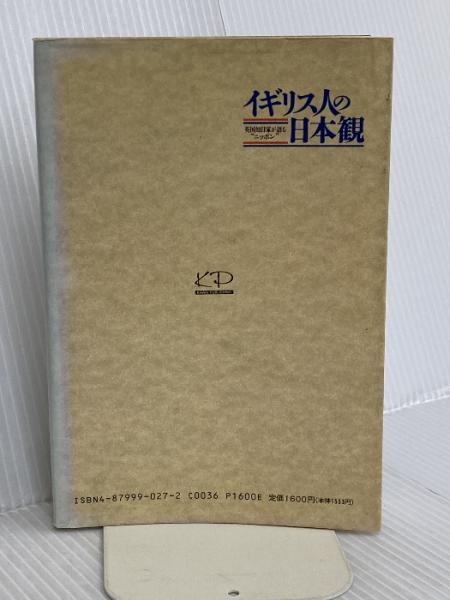 イギリス人の
英国知日家が語る
"ニッポン"
日本観
KP
ISBN4-87999-027-2 C0036 P1600E 定価1600円(本体1553円)